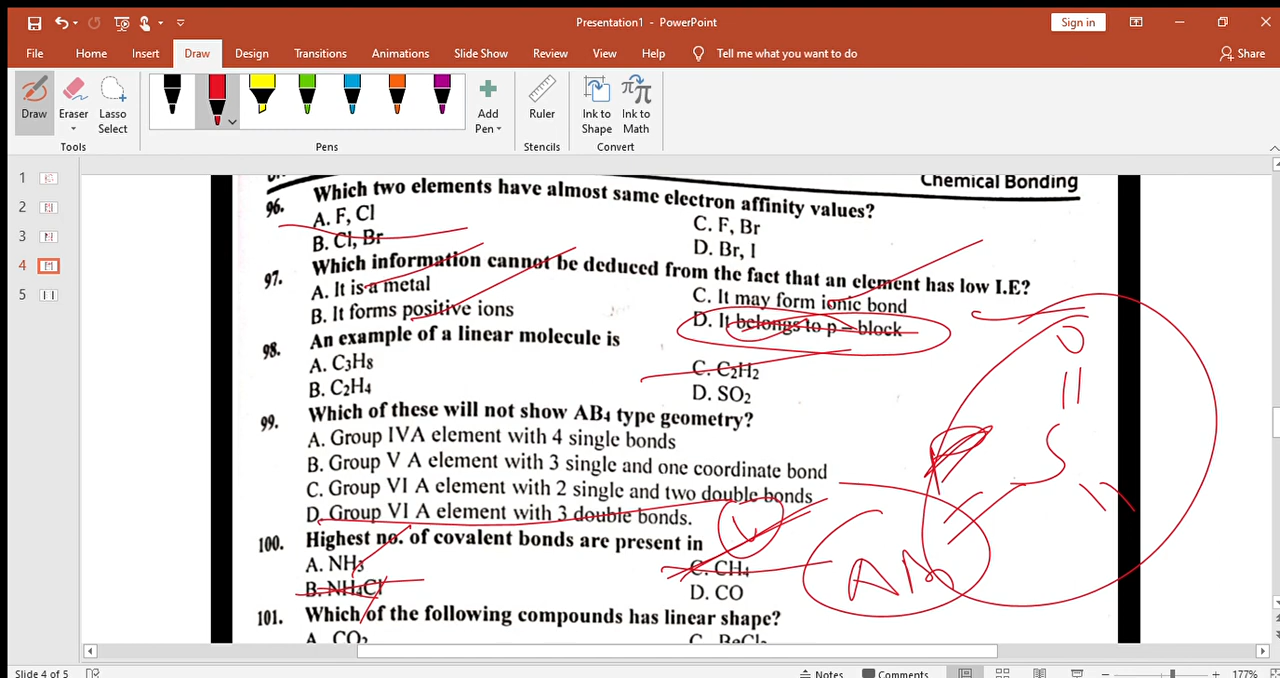 Presentation1 - PowerPoint
Sign in
File Home Insert Draw Design Transitions Animations Slide Show Review View Help Tell me what you want to do Share
Draw Eraser Lasso Select
Add Pen Ruler Ink to Shape Ink to Math
Tools Pens Stencils Convert
1
2
3
4
5
Chemical Bonding
96. Which two elements have almost same electron affinity values?
A. F, Cl C. F, Br
B. Cl, Br D. Br, I
97. Which information cannot be deduced from the fact that an element has low I.E?
A. It is a metal C. It may form ionic bond
B. It forms positive ions D. It belongs to p – block
98. An example of a linear molecule is
A. C₃H₈ C. C₂H₂
B. C₂H₄ D. SO₂
99. Which of these will not show AB₄ type geometry?
A. Group IVA element with 4 single bonds
B. Group V A element with 3 single and one coordinate bond
C. Group VI A element with 2 single and two double bonds
D. Group VI A element with 3 double bonds.
100. Highest no. of covalent bonds are present in
A. NH₃ C. CH₄
B. NH₄Cl D. CO
101. Which of the following compounds has linear shape?
A. CO₂ C. BeCl₂
O
S
Slide 4 of 5 Notes Comments 177%